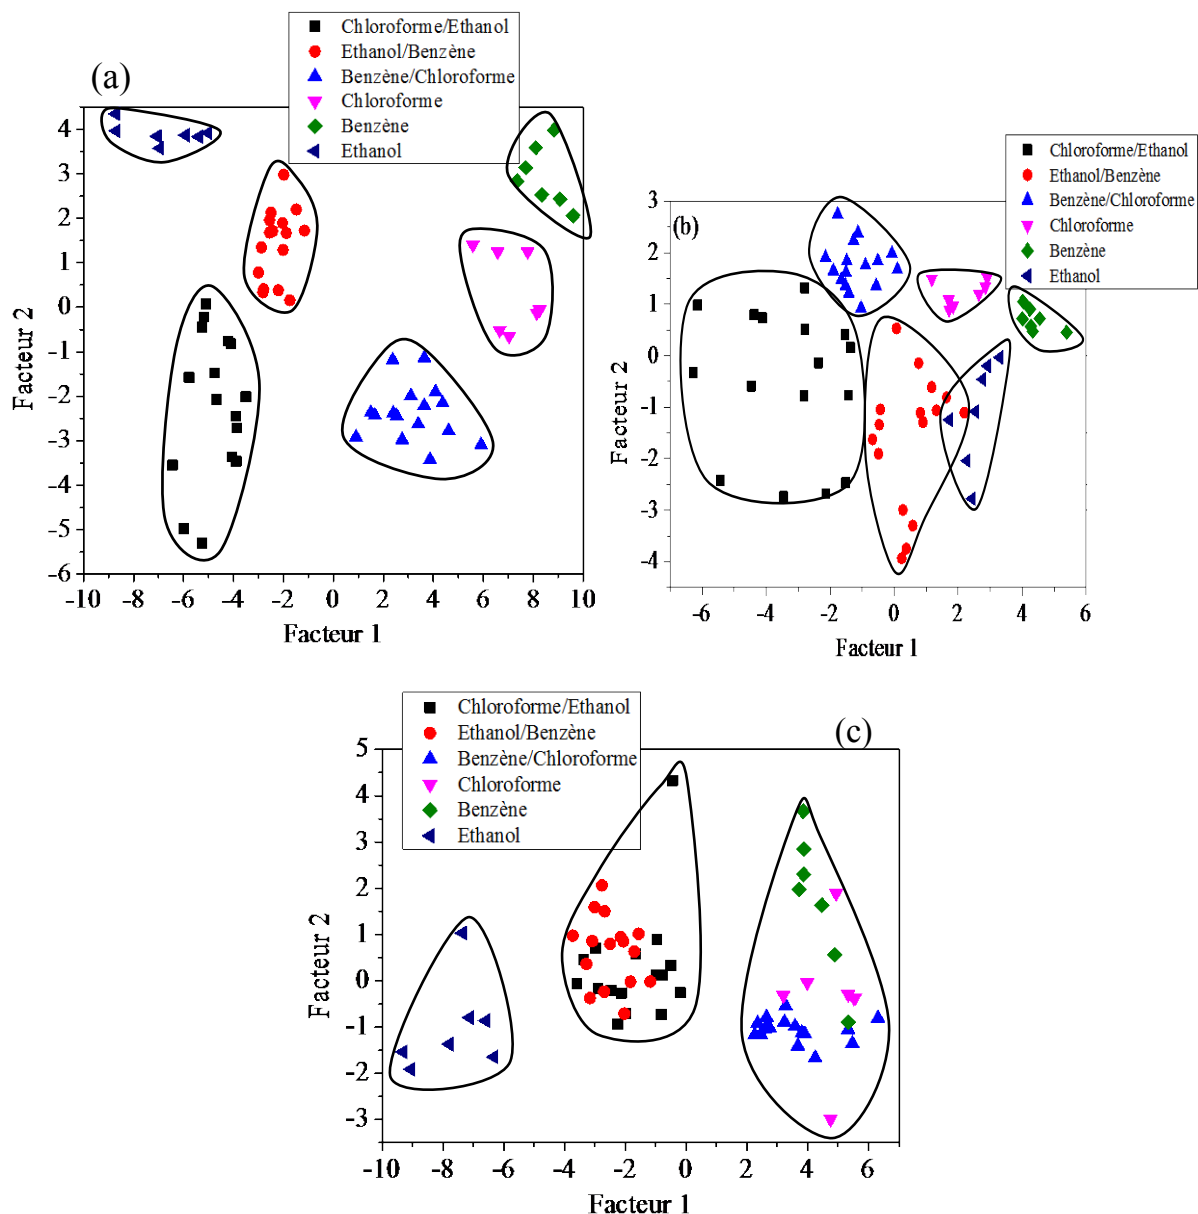 Chloroforme/Ethanol
Ethanol/Benzène
Benzène/Chloroforme
Chloroforme
Benzène
Ethanol
(a)
4
3
2
1
0
-1
-2
-3
-4
-5
-6
-10
-8
-6
-4
-2
0
2
4
6
8
10
Facteur 2
Facteur 1
Chloroforme/Ethanol
Ethanol/Benzène
Benzène/Chloroforme
Chloroforme
Benzène
Ethanol
(b)
3
2
1
0
-1
-2
-3
-4
-6
-4
-2
0
2
4
6
Facteur 2
Facteur 1
Chloroforme/Ethanol
Ethanol/Benzène
Benzène/Chloroforme
Chloroforme
Benzène
Ethanol
(c)
5
4
3
2
1
0
-1
-2
-3
-10
-8
-6
-4
-2
0
2
4
6
Facteur 2
Facteur 1